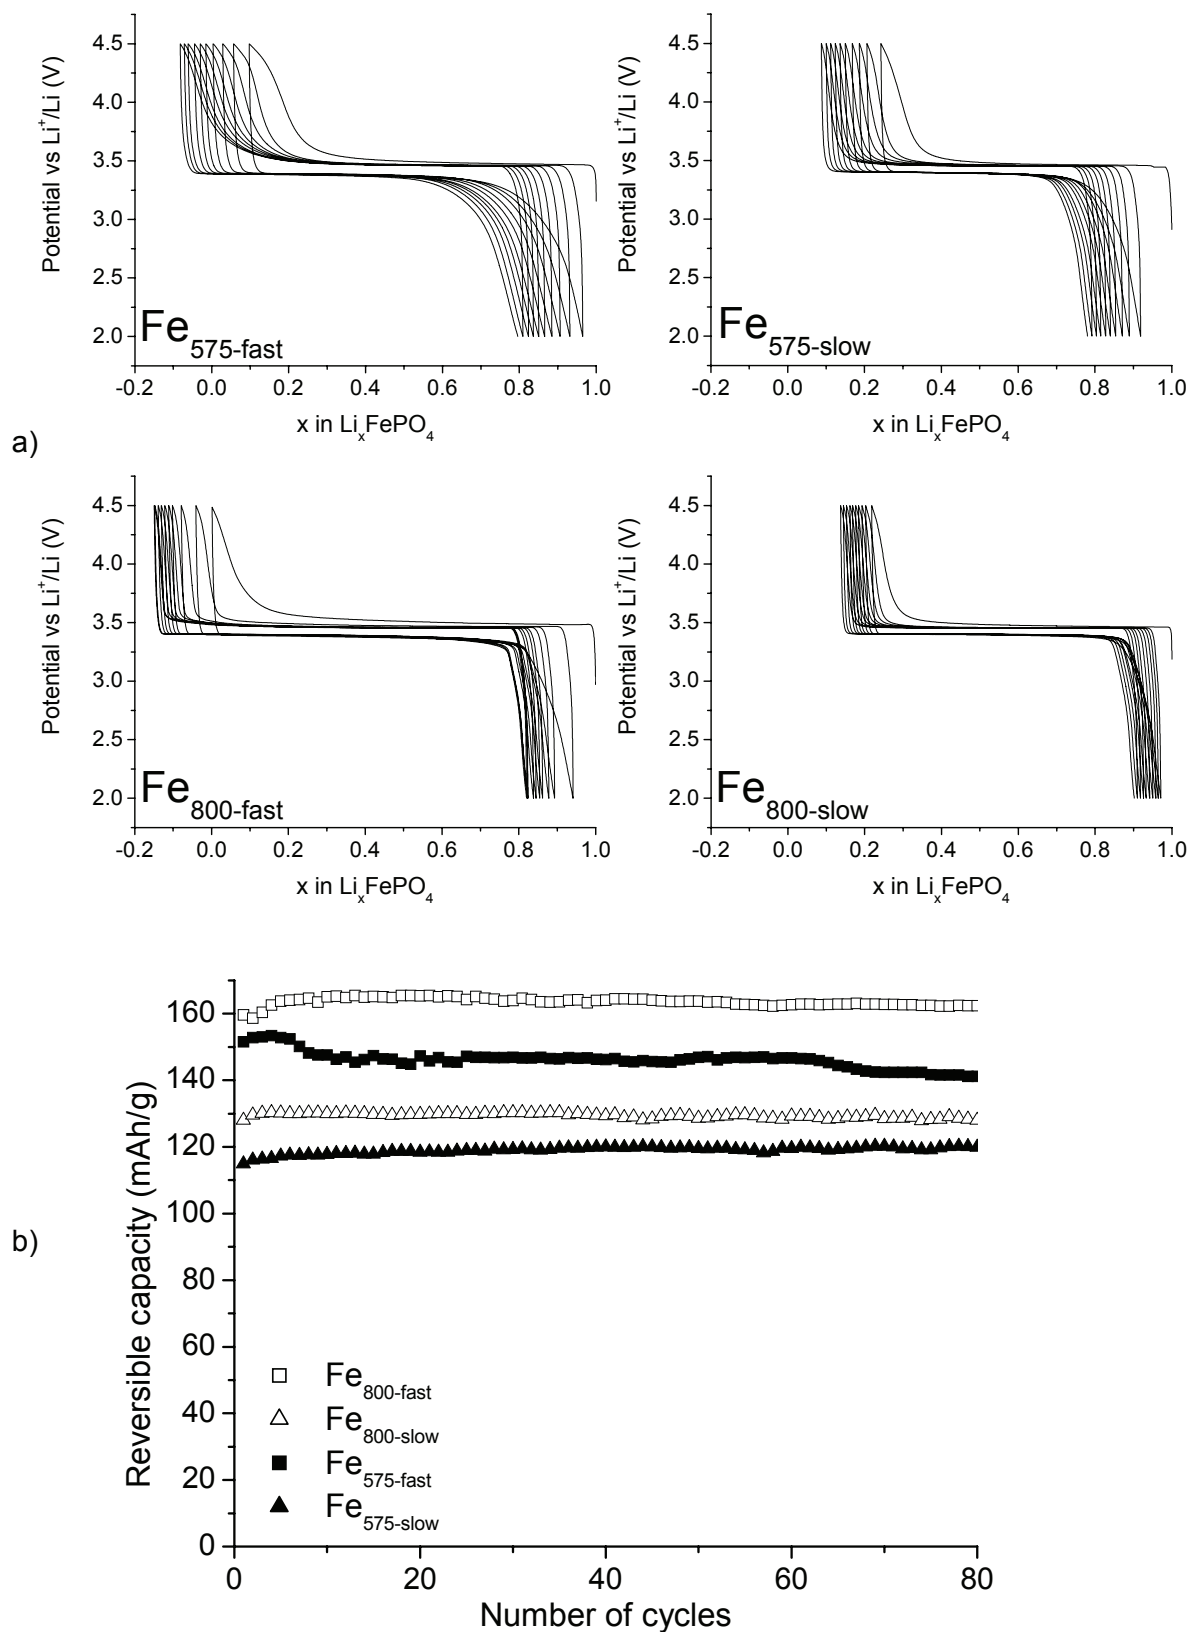 4.5
4.0
3.5
3.0
2.5
2.0
Potential vs Li⁺/Li (V)
Fe₅₇₅₋fast
-0.2 0.0 0.2 0.4 0.6 0.8 1.0
x in LiₓFePO₄
4.5
4.0
3.5
3.0
2.5
2.0
Potential vs Li⁺/Li (V)
Fe₅₇₅₋slow
-0.2 0.0 0.2 0.4 0.6 0.8 1.0
x in LiₓFePO₄
a)
4.5
4.0
3.5
3.0
2.5
2.0
Potential vs Li⁺/Li (V)
Fe₈₀₀₋fast
-0.2 0.0 0.2 0.4 0.6 0.8 1.0
x in LiₓFePO₄
4.5
4.0
3.5
3.0
2.5
2.0
Potential vs Li⁺/Li (V)
Fe₈₀₀₋slow
-0.2 0.0 0.2 0.4 0.6 0.8 1.0
x in LiₓFePO₄
b)
160
140
120
100
80
60
40
20
0
Reversible capacity (mAh/g)
Fe₈₀₀₋fast
Fe₈₀₀₋slow
Fe₅₇₅₋fast
Fe₅₇₅₋slow
0 20 40 60 80
Number of cycles